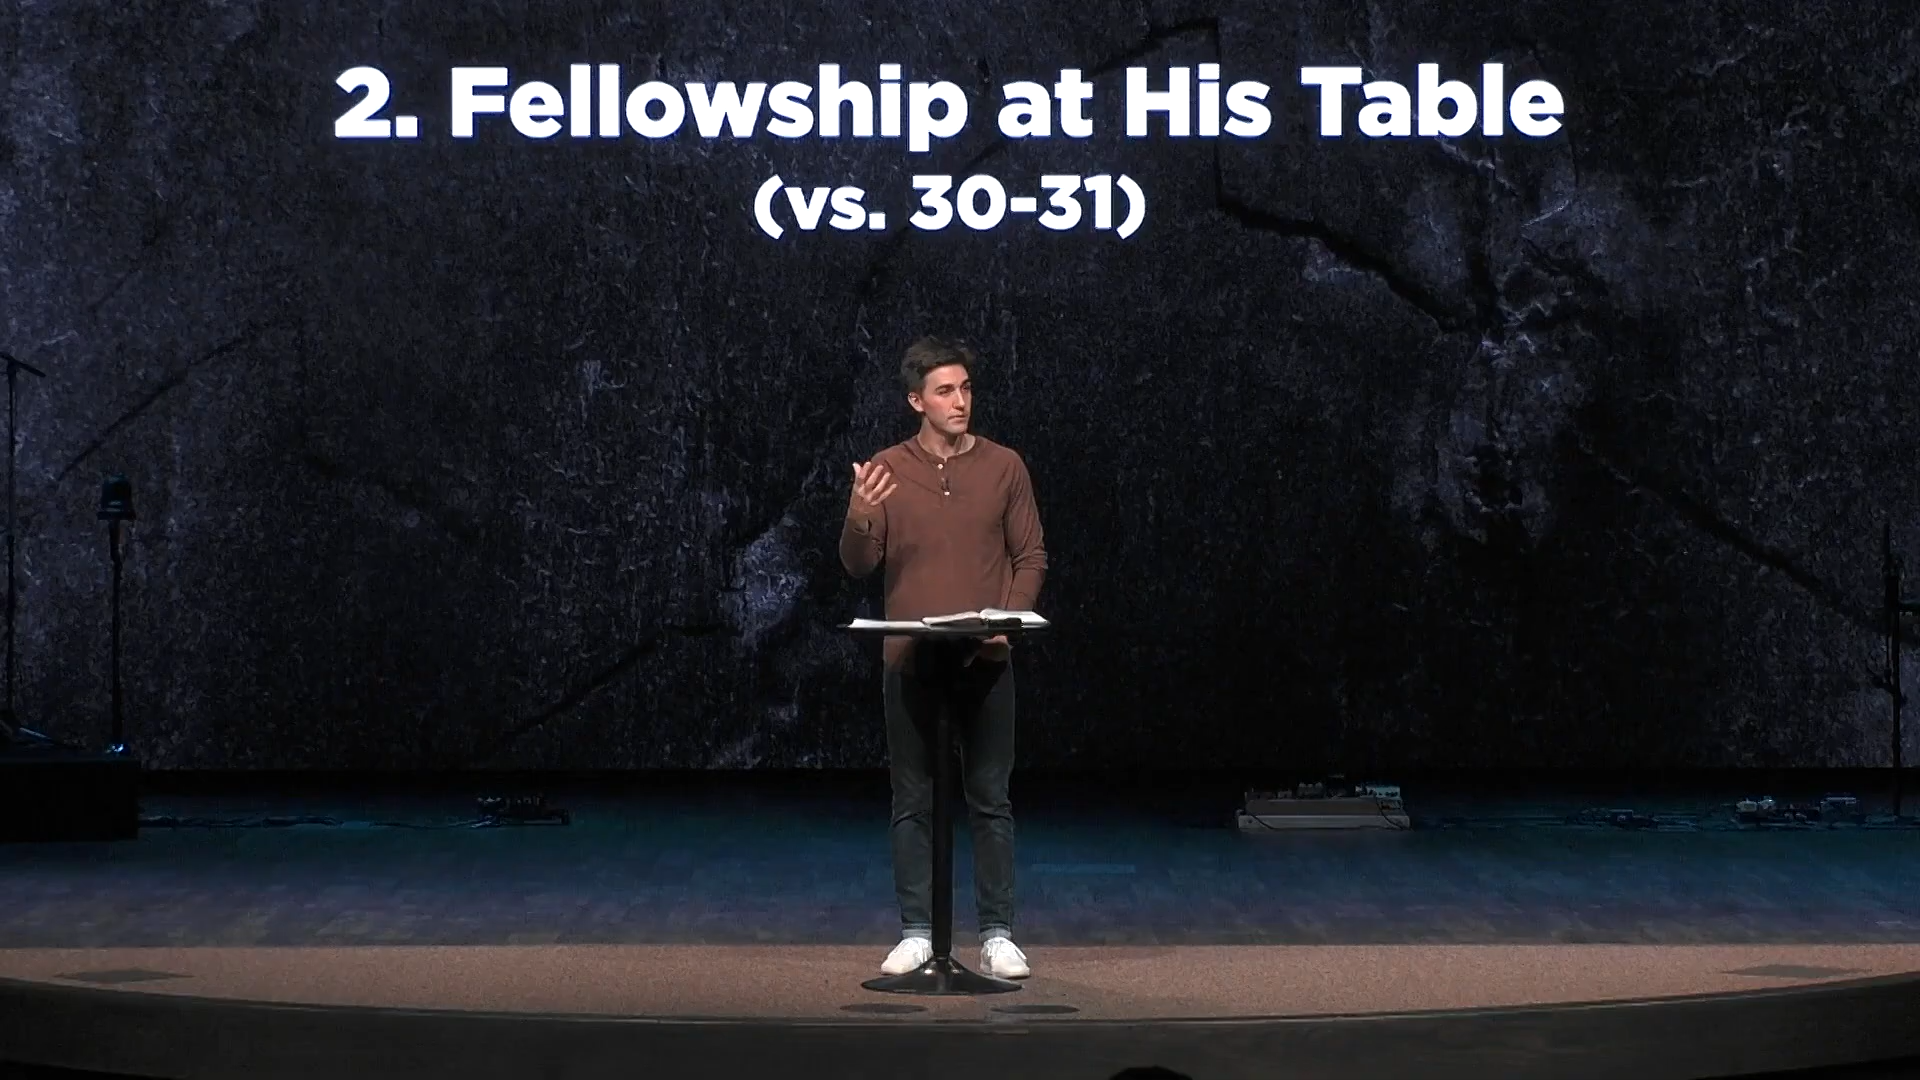 2. Fellowship at His Table
(vs. 30-31)